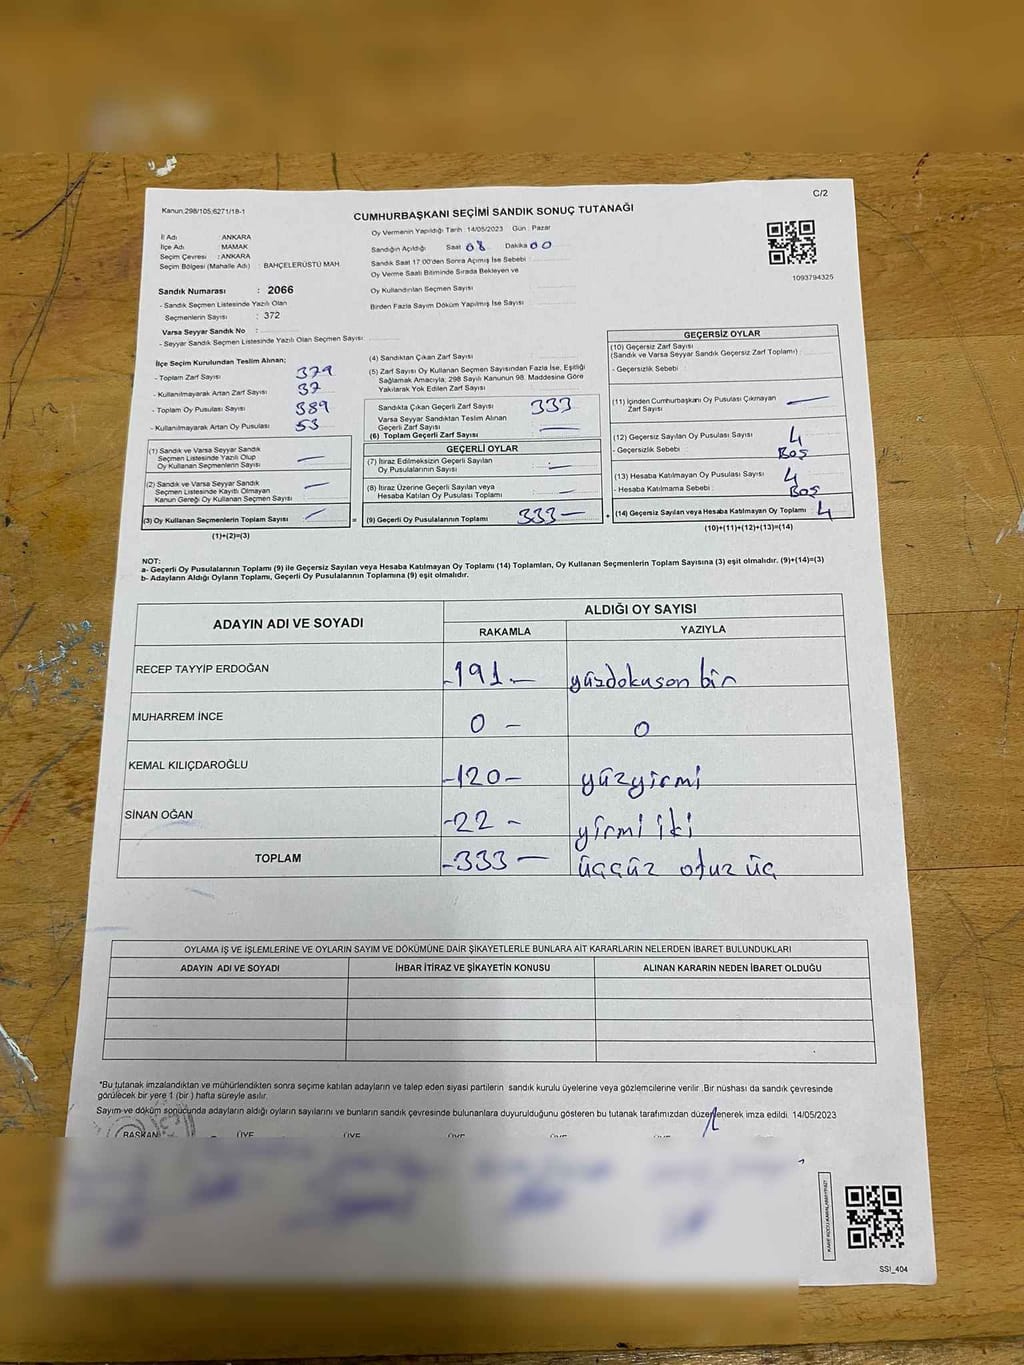 C/2
Kanun:298/105;6271/18-1
CUMHURBAŞKANI SEÇİMİ SANDIK SONUÇ TUTANAĞI
İl Adı : ANKARA
İlçe Adı : MAMAK
Seçim Çevresi : ANKARA
Seçim Bölgesi (Mahalle Adı) : BAHÇELERÜSTÜ MAH.
Sandık Numarası : 2066
- Sandık Seçmen Listesinde Yazılı Olan
Seçmenlerin Sayısı : 372
Varsa Seyyar Sandık No :
- Seyyar Sandık Seçmen Listesinde Yazılı Olan Seçmen Sayısı:
Oy Vermenin Yapıldığı Tarih :14/05/2023 Gün : Pazar
Sandığın Açıldığı Saat 08 Dakika 00
Sandık Saat 17:00'den Sonra Açımış İse Sebebi :
Oy Verme Saati Bitiminde Sırada Bekleyen ve
Oy Kullandırılan Seçmen Sayısı :
Birden Fazla Sayım Döküm Yapılmış İse Sayısı :
1093794325
İlçe Seçim Kurulundan Teslim Alınan;
- Toplam Zarf Sayısı 379
- Kullanılmayarak Artan Zarf Sayısı 37
- Toplam Oy Pusulası Sayısı 389
- Kullanılmayarak Artan Oy Pusulası 53
(1) Sandık ve Varsa Seyyar Sandık
Seçmen Listesinde Yazılı Olup
Oy Kullanan Seçmenlerin Sayısı —
(2) Sandık ve Varsa Seyyar Sandık
Seçmen Listesinde Kayıtlı Olmayan
Kanun Gereği Oy Kullanan Seçmen Sayısı —
(3) Oy Kullanan Seçmenlerin Toplam Sayısı —
(1)+(2)=(3)
(4) Sandıktan Çıkan Zarf Sayısı
(5) Zarf Sayısı Oy Kullanan Seçmen Sayısından Fazla İse, Eşitliği
Sağlamak Amacıyla; 298 Sayılı Kanunun 98. Maddesine Göre
Yakılarak Yok Edilen Zarf Sayısı
Sandıkta Çıkan Geçerli Zarf Sayısı 333
Varsa Seyyar Sandıktan Teslim Alınan
Geçerli Zarf Sayısı —
(6) Toplam Geçerli Zarf Sayısı
GEÇERLİ OYLAR
(7) İtiraz Edilmeksizin Geçerli Sayılan
Oy Pusulalarının Sayısı : —
(8) İtiraz Üzerine Geçerli Sayılan veya
Hesaba Katılan Oy Pusulası Toplamı —
= (9) Geçerli Oy Pusulalarının Toplamı 333 —
GEÇERSİZ OYLAR
(10) Geçersiz Zarf Sayısı
(Sandık ve Varsa Seyyar Sandık Geçersiz Zarf Toplamı) :
- Geçersizlik Sebebi :
(11) İçinden Cumhurbaşkanı Oy Pusulası Çıkmayan
Zarf Sayısı —
(12) Geçersiz Sayılan Oy Pusulası Sayısı : 4
- Geçersizlik Sebebi : Boş
(13) Hesaba Katılmayan Oy Pusulası Sayısı : 4
- Hesaba Katılmama Sebebi : Boş
+ (14) Geçersiz Sayılan veya Hesaba Katılmayan Oy Toplamı 4
(10)+(11)+(12)+(13)=(14)
NOT:
a- Geçerli Oy Pusulalarının Toplamı (9) ile Geçersiz Sayılan veya Hesaba Katılmayan Oy Toplamı (14) Toplamları, Oy Kullanan Seçmenlerin Toplam Sayısına (3) eşit olmalıdır. (9)+(14)=(3)
b- Adayların Aldığı Oyların Toplamı, Geçerli Oy Pusulalarının Toplamına (9) eşit olmalıdır.
ADAYIN ADI VE SOYADI
ALDIĞI OY SAYISI
RAKAMLA YAZIYLA
RECEP TAYYİP ERDOĞAN -191- yüzdokuson bir
MUHARREM İNCE 0 - 0
KEMAL KILIÇDAROĞLU -120- yüzyirmi
SİNAN OĞAN -22 - yirmi iki
TOPLAM -333 — üççüz otuz üç
OYLAMA İŞ VE İŞLEMLERİNE VE OYLARIN SAYIM VE DÖKÜMÜNE DAİR ŞİKAYETLERLE BUNLARA AİT KARARLARIN NELERDEN İBARET BULUNDUKLARI
ADAYIN ADI VE SOYADI İHBAR İTİRAZ VE ŞİKAYETİN KONUSU ALINAN KARARIN NEDEN İBARET OLDUĞU
*Bu tutanak imzalandıktan ve mühürlendikten sonra seçime katılan adayların ve talep eden siyasi partilerin sandık kurulu üyelerine veya gözlemcilerine verilir .Bir nüshası da sandık çevresinde
görülecek bir yere 1 (bir ) hafta süreyle asılır.
Sayım ve döküm sonucunda adayların aldığı oyların sayılarını ve bunların sandık çevresinde bulunanlara duyurulduğunu gösteren bu tutanak tarafımızdan düzenlenerek imza edildi. 14/05/2023
BAŞKAN ÜYE ÜYE ÜYE
SSI_404